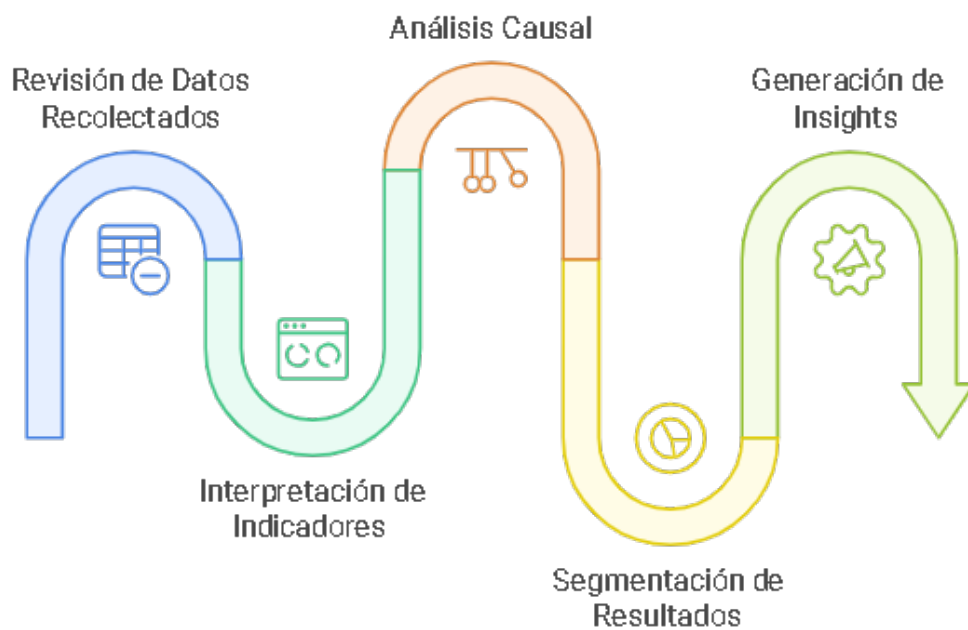 Revisión de Datos
Recolectados
Interpretación de
Indicadores
Análisis Causal
Segmentación de
Resultados
Generación de
Insights